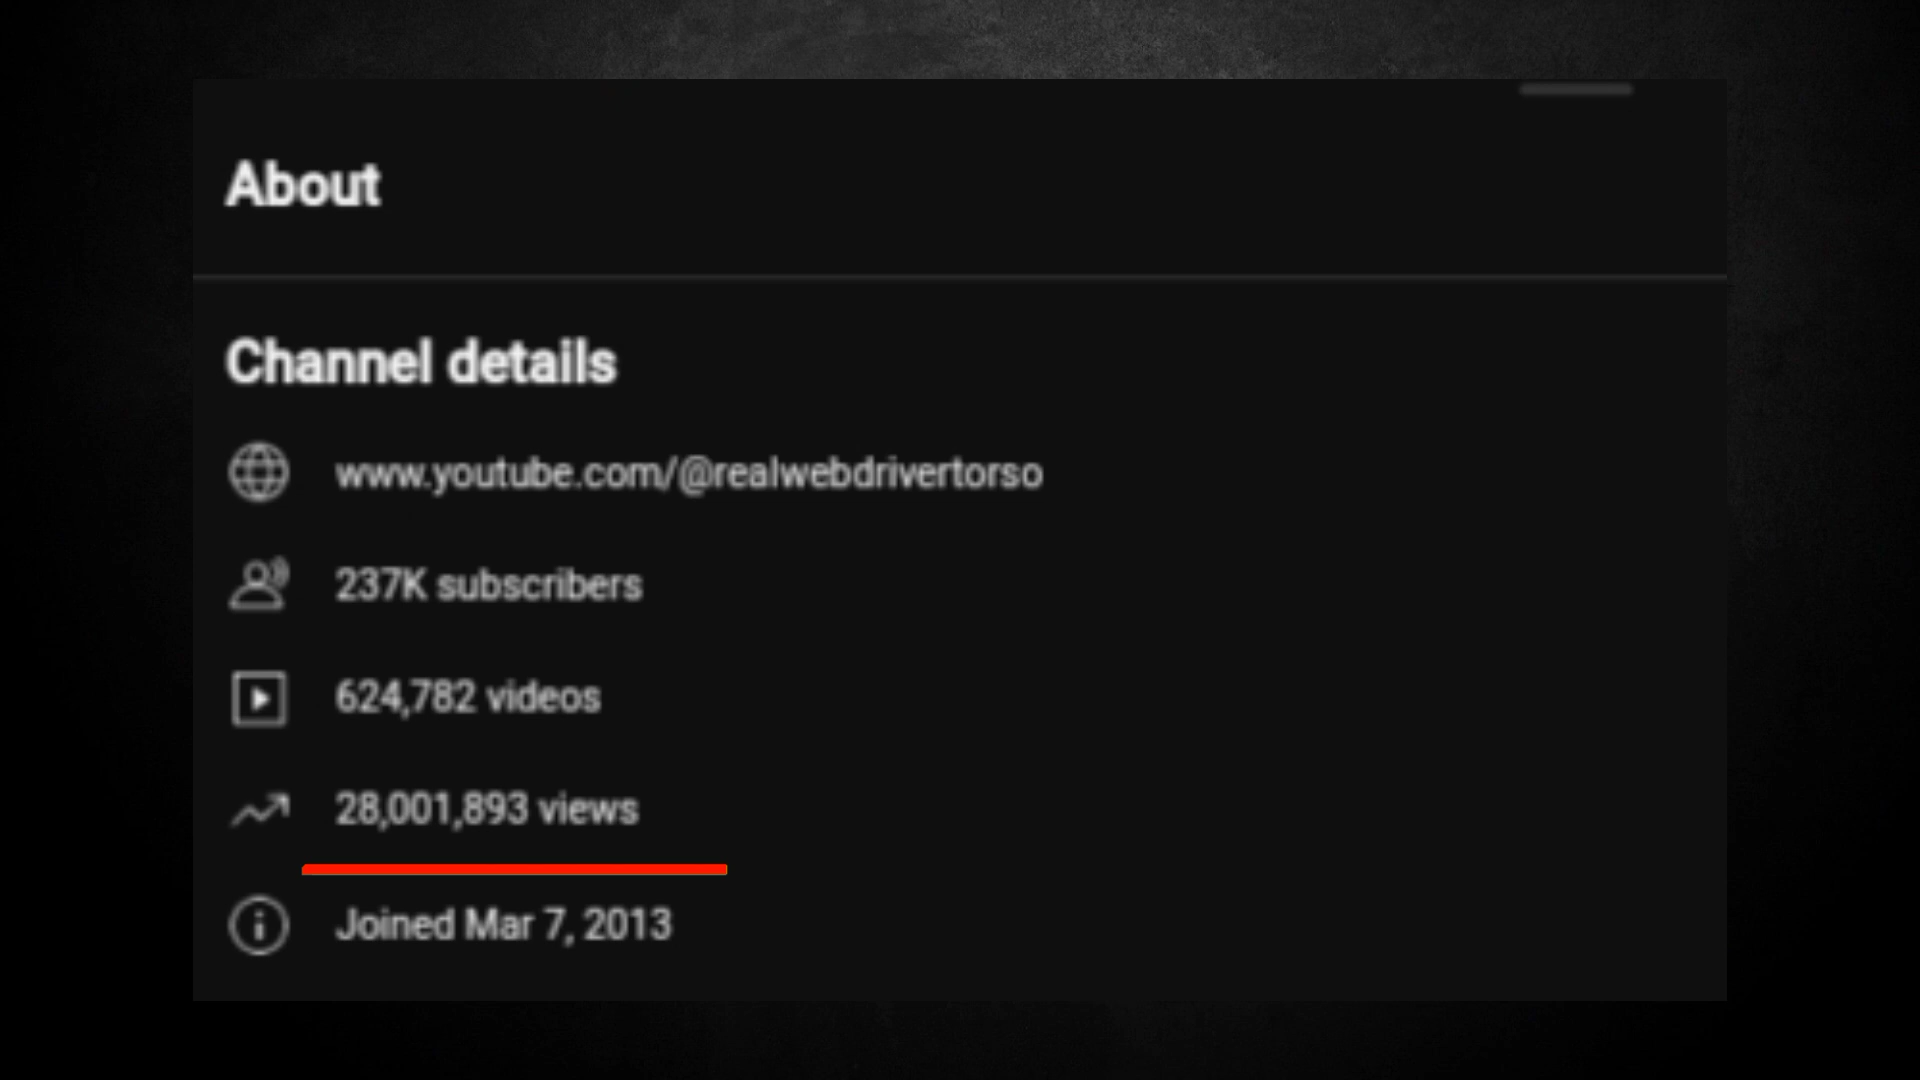 About
Channel details
www.youtube.com/@realwebdrivertorso
237K subscribers
624,782 videos
28,001,893 views
Joined Mar 7, 2013